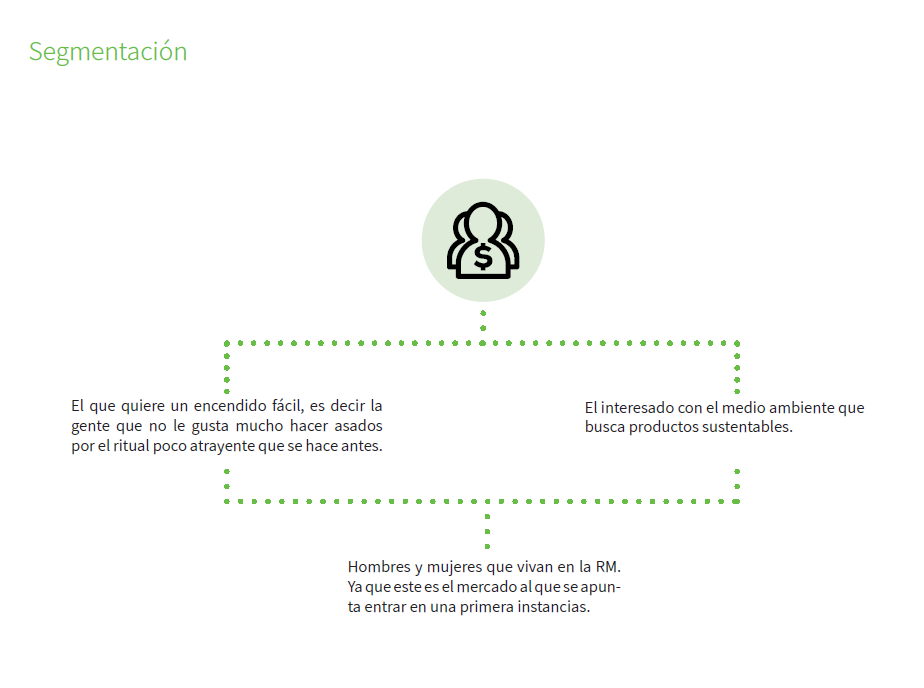 Segmentación
$
El que quiere un encendido fácil, es decir la
gente que no le gusta mucho hacer asados
por el ritual poco atrayente que se hace antes.
El interesado con el medio ambiente que
busca productos sustentables.
Hombres y mujeres que vivan en la RM.
Ya que este es el mercado al que se apun-
ta entrar en una primera instancias.